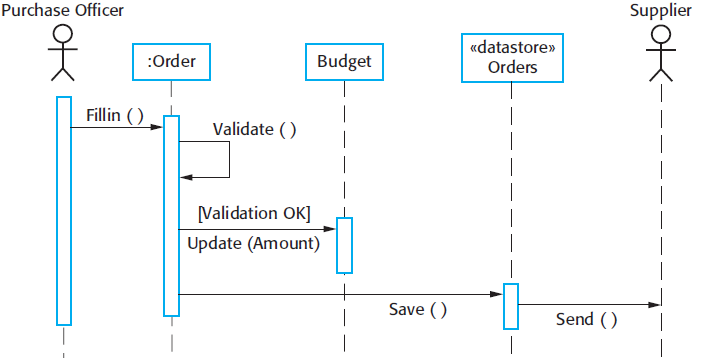 Purchase Officer
Supplier
:Order
Budget
«datastore»
Orders
Fillin ( )
Validate ( )
[Validation OK]
Update (Amount)
Save ( )
Send ( )